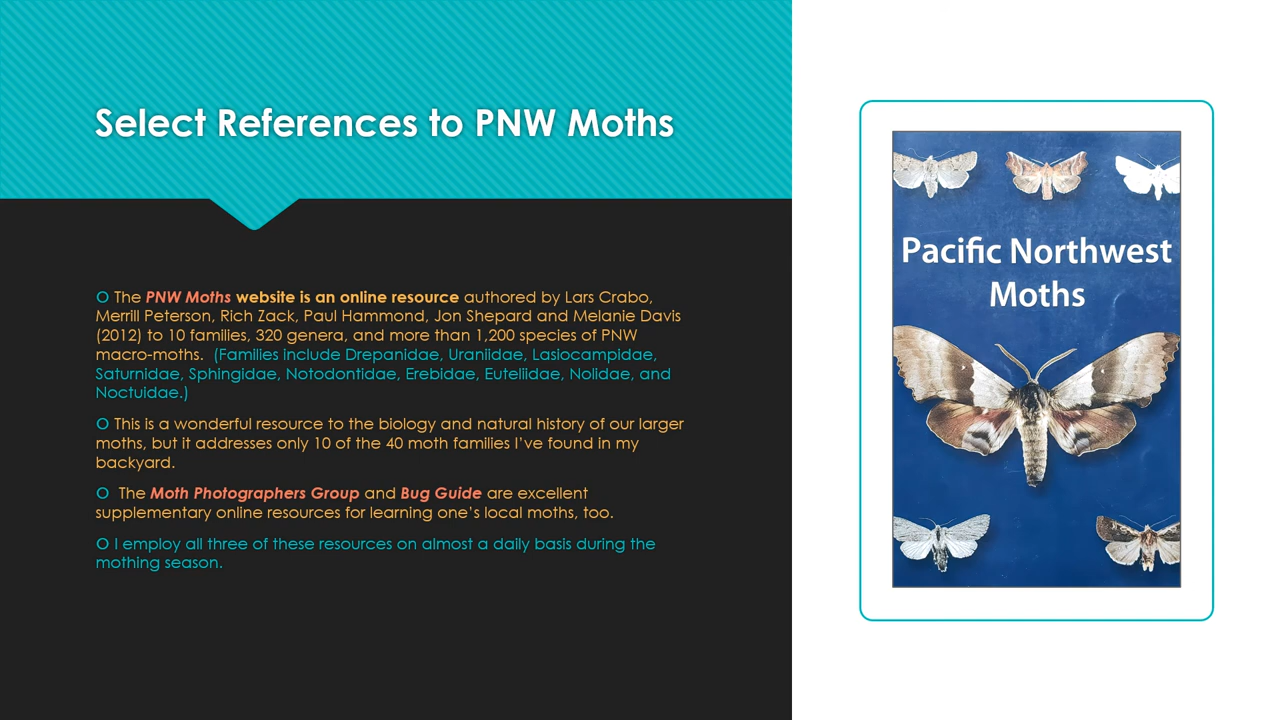 Select References to PNW Moths
The PNW Moths website is an online resource authored by Lars Crabo,
Merrill Peterson, Rich Zack, Paul Hammond, Jon Shepard and Melanie Davis
(2012) to 10 families, 320 genera, and more than 1,200 species of PNW
macro-moths. (Families include Drepanidae, Uraniidae, Lasiocampidae,
Saturnidae, Sphingidae, Notodontidae, Erebidae, Euteliidae, Nolidae, and
Noctuidae.)
This is a wonderful resource to the biology and natural history of our larger
moths, but it addresses only 10 of the 40 moth families I've found in my
backyard.
The Moth Photographers Group and Bug Guide are excellent
supplementary online resources for learning one's local moths, too.
I employ all three of these resources on almost a daily basis during the
mothing season.
Pacific Northwest
Moths